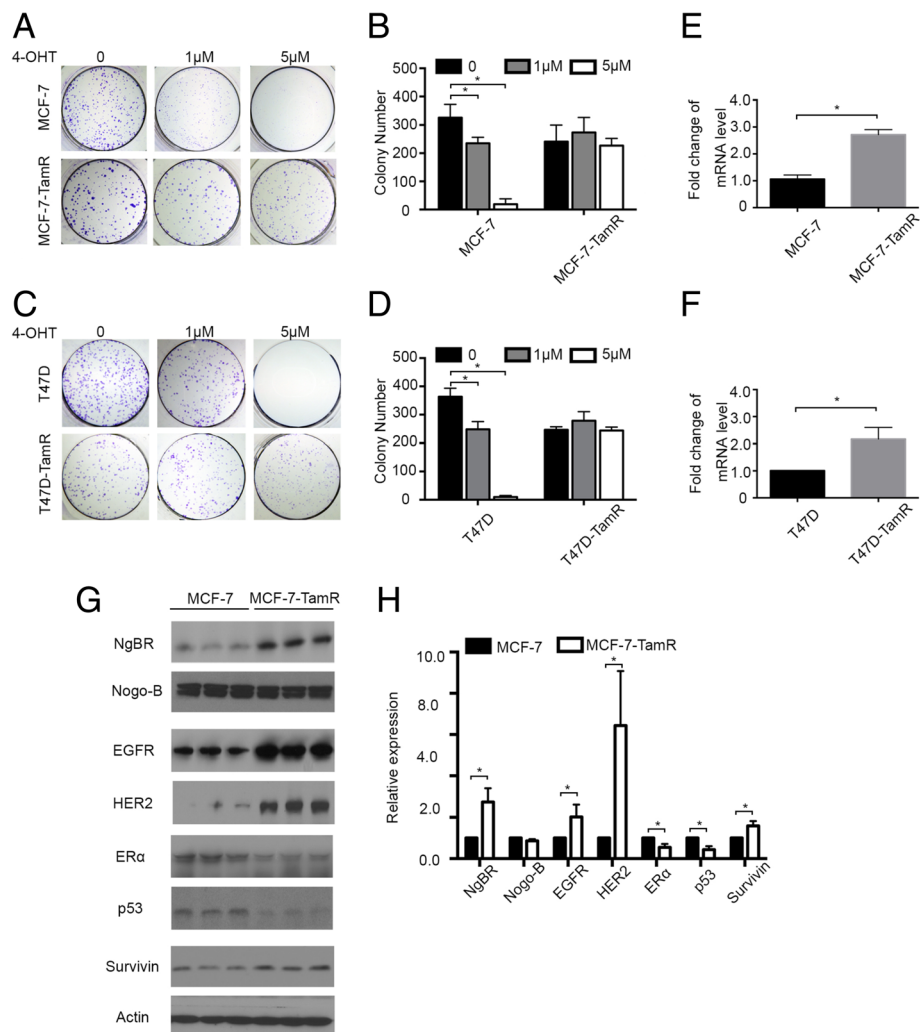 A
4-OHT 0 1μM 5μM
MCF-7
MCF-7-TamR
B
0 1μM 5μM
Colony Number
500
400
300
200
100
0
*
*
MCF-7
MCF-7-TamR
E
Fold change of
mRNA level
4.0
3.0
2.0
1.0
0
*
MCF-7
MCF-7-TamR
C
4-OHT 0 1μM 5μM
T47D
T47D-TamR
D
0 1μM 5μM
Colony Number
500
400
300
200
100
0
*
*
T47D
T47D-TamR
F
Fold change of
mRNA level
4.0
3.0
2.0
1.0
0
*
T47D
T47D-TamR
G
MCF-7 MCF-7-TamR
NgBR
Nogo-B
EGFR
HER2
ERα
p53
Survivin
Actin
H
MCF-7 MCF-7-TamR
Relative expression
10.0
8.0
4.0
2.0
0.0
*
*
*
*
*
*
NgBR
Nogo-B
EGFR
HER2
ERα
p53
Survivin